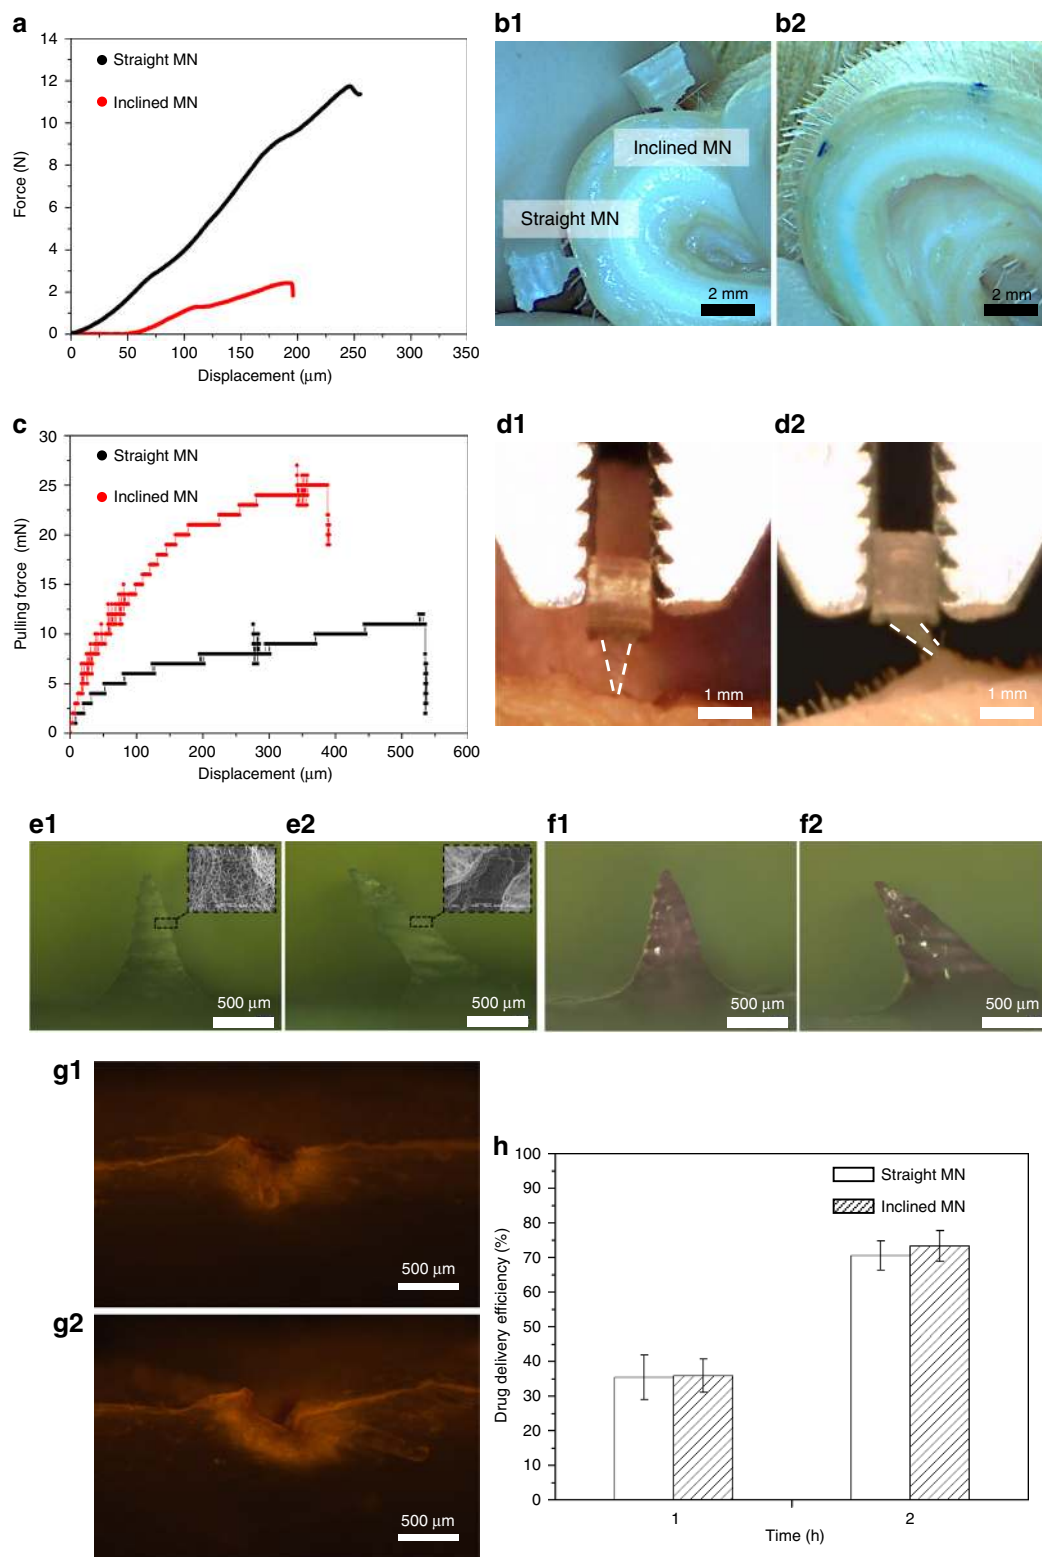 a
14
12
10
8
6
4
2
0
Force (N)
Straight MN
Inclined MN
0 50 100 150 200 250 300 350
Displacement (μm)
b1
Inclined MN
Straight MN
2 mm
b2
2 mm
c
30
25
20
15
10
5
0
Pulling force (mN)
Straight MN
Inclined MN
0 100 200 300 400 500 600
Displacement (μm)
d1
1 mm
d2
1 mm
e1
500 μm
e2
500 μm
f1
500 μm
f2
500 μm
g1
500 μm
g2
500 μm
h
100
90
80
70
60
50
40
30
20
10
0
Drug delivery efficiency (%)
Straight MN
Inclined MN
1 2
Time (h)